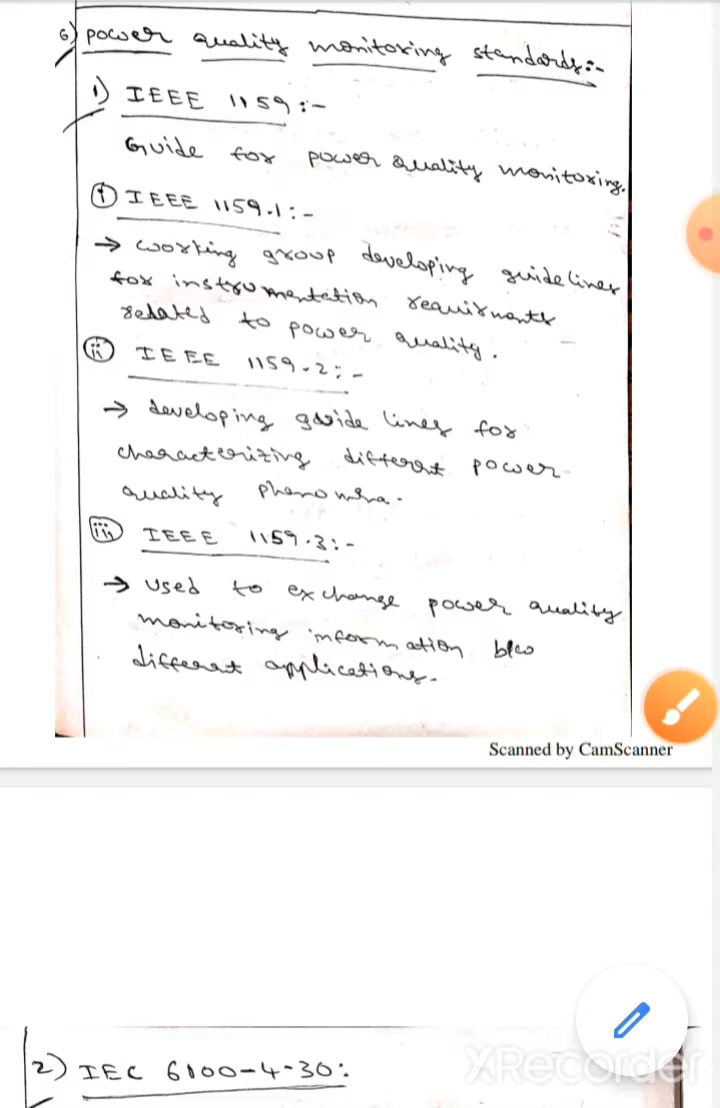 6) power quality monitoring standards:-
1) IEEE 1159:-
Guide for power quality monitoring.
i) IEEE 1159.1:-
→ working group developing guidelines
for instrumentation requirments
related to power quality.
ii) IEEE 1159.2:-
→ developing guide lines for
characterizing different power
quality phenomena.
iii) IEEE 1159.3:-
→ used to exchange power quality
monitoring information b/w
different applications.
Scanned by CamScanner
2) IEC 6100-4-30:
XRecorder